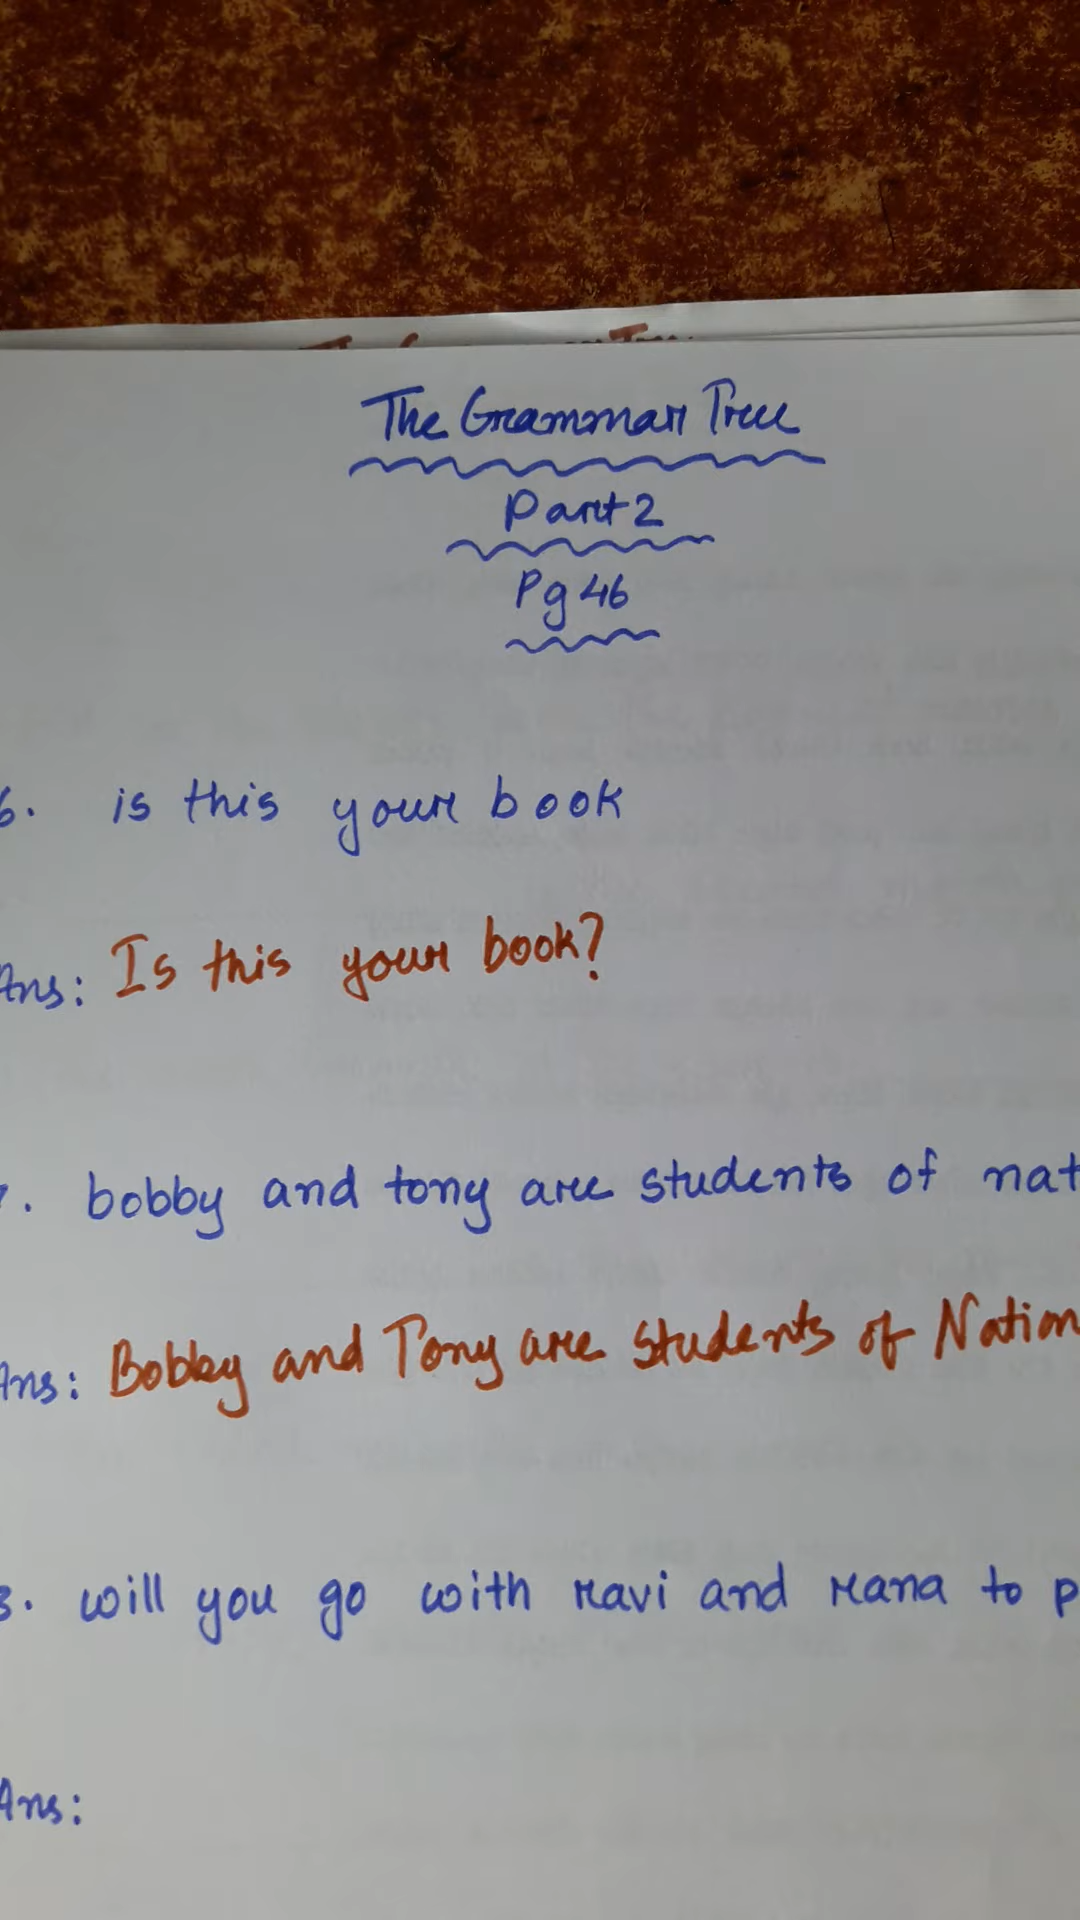 The Grammar Tree
Part 2
Pg 46
6. is this your book
Ans: Is this your book?
7. bobby and tony are students of nat
Ans: Bobby and Tony are students of Nation
8. will you go with ravi and rana to p
Ans: